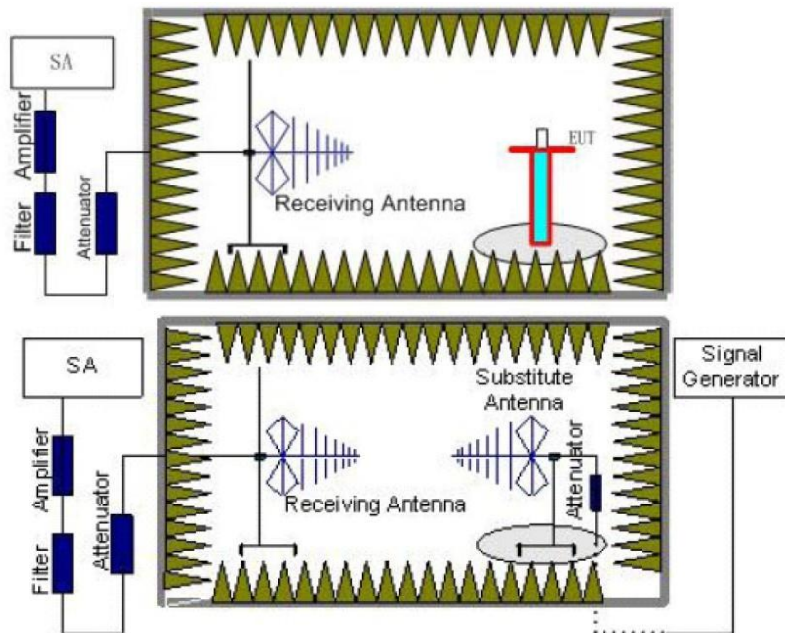 SA
Amplifier
Filter
Attenuator
EUT
Receiving Antenna
SA
Amplifier
Filter
Attenuator
Receiving Antenna
Substitute
Antenna
Attenuator
Signal
Generator